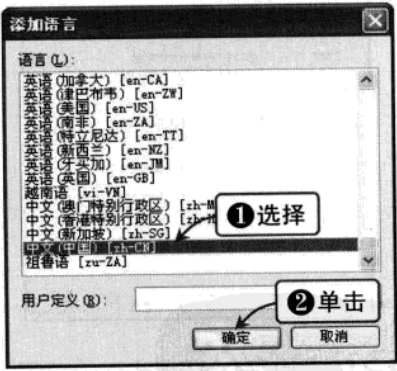 添加语言
语言(L):
英语(加拿大) [en-CA]
英语(津巴布韦) [en-ZW]
英语(美国) [en-US]
英语(南非) [en-ZA]
英语(特立尼达) [en-TT]
英语(新西兰) [en-NZ]
英语(牙买加) [en-JM]
英语(英国) [en-GB]
越南语 [vi-VN]
中文(澳门特别行政区) [zh-M
中文(香港特别行政区) [zh-H
中文(新加坡) [zh-SG]
中文(中国) [zh-CN]
祖鲁语 [zu-ZA]
❶选择
用户定义(R):
❷单击
确定
取消